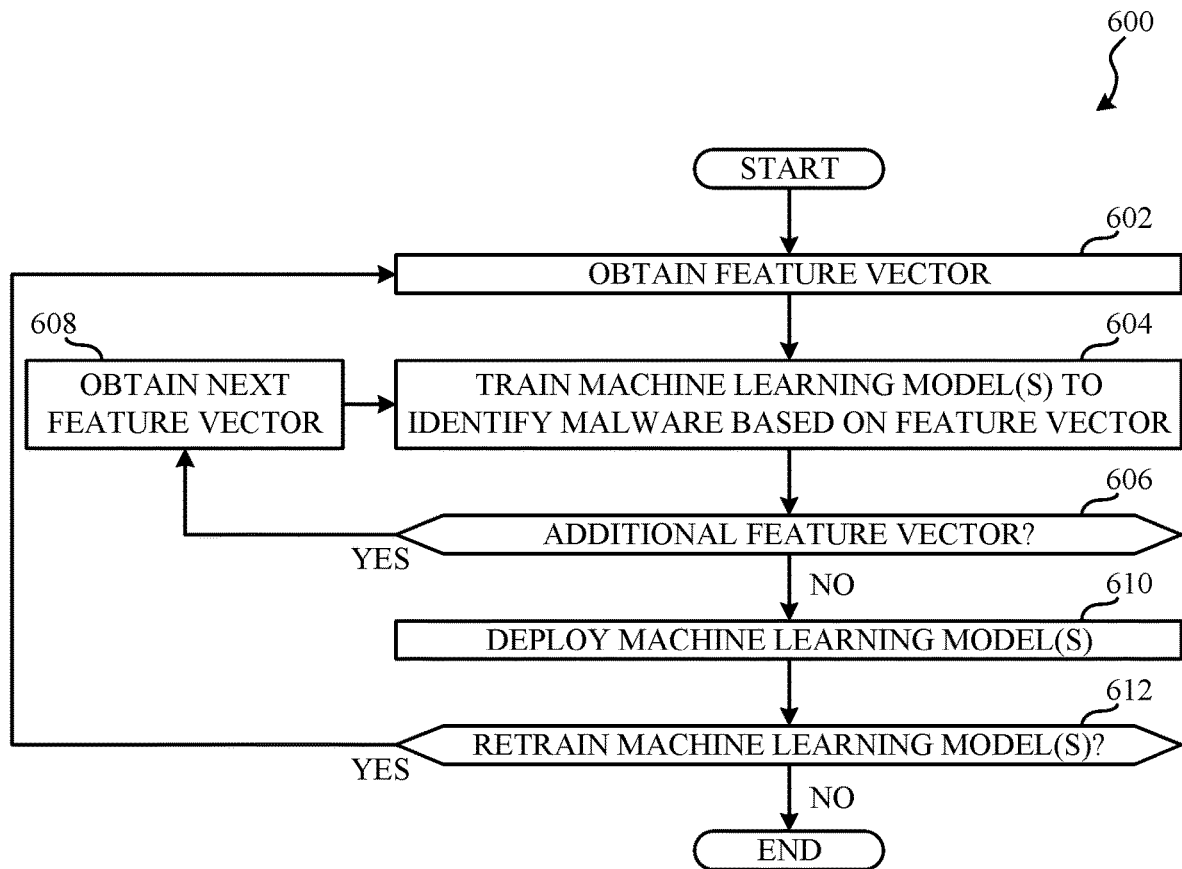 600
START
602
OBTAIN FEATURE VECTOR
608
604
OBTAIN NEXT
FEATURE VECTOR
TRAIN MACHINE LEARNING MODEL(S) TO
IDENTIFY MALWARE BASED ON FEATURE VECTOR
606
ADDITIONAL FEATURE VECTOR?
YES
NO
610
DEPLOY MACHINE LEARNING MODEL(S)
612
RETRAIN MACHINE LEARNING MODEL(S)?
YES
NO
END